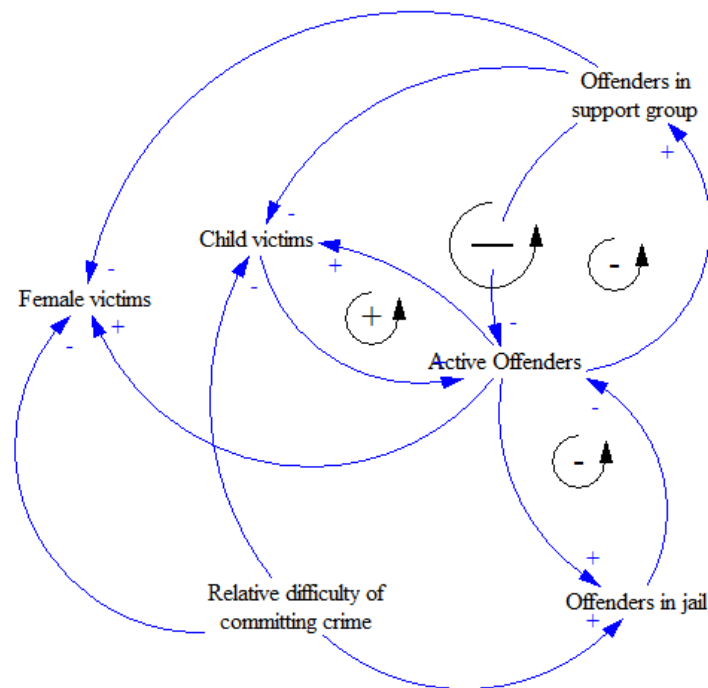 Offenders in
support group
+
-
Child victims
-
+
-
-
-
Female victims
+
-
+
-
Active Offenders
+
-
-
+
Relative difficulty of
committing crime
Offenders in jail
+